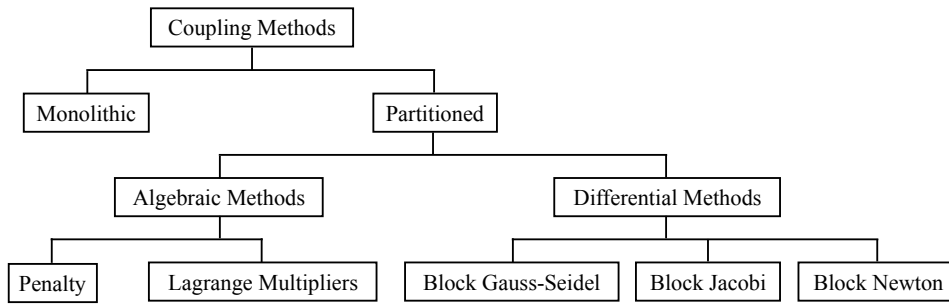 Coupling Methods
Monolithic
Partitioned
Algebraic Methods
Differential Methods
Penalty
Lagrange Multipliers
Block Gauss-Seidel
Block Jacobi
Block Newton